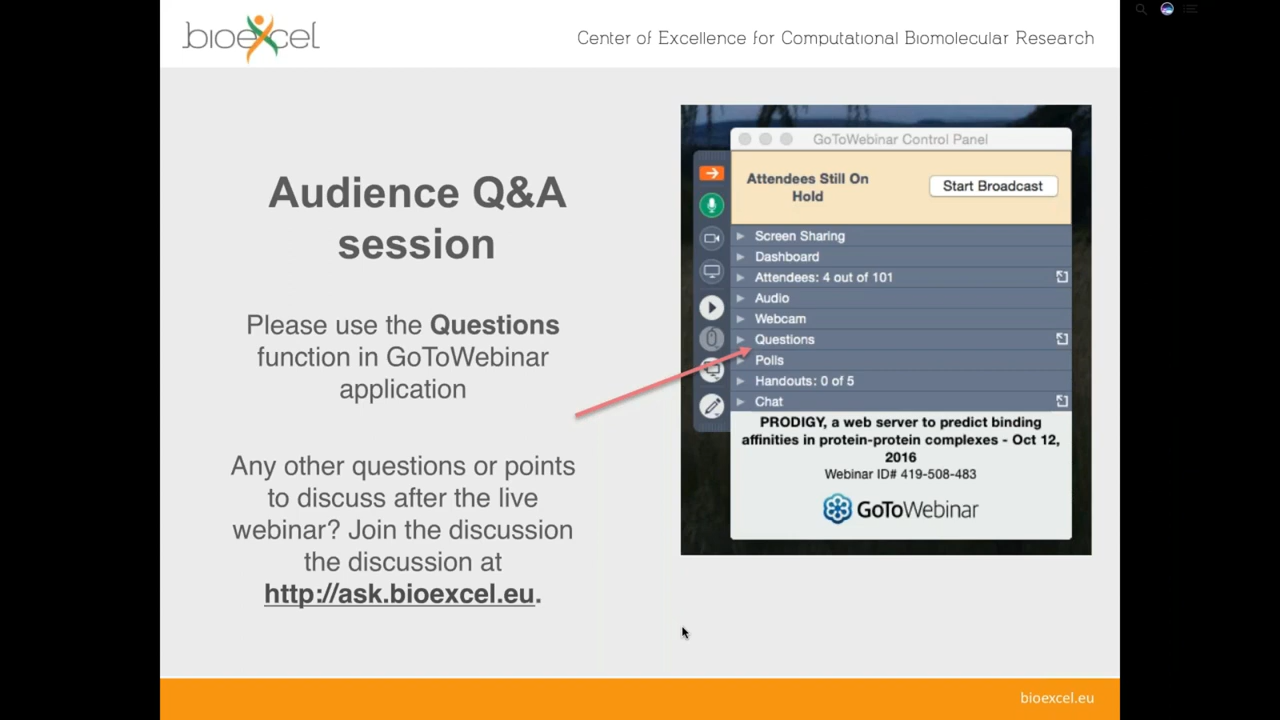 bioexcel
Center of Excellence for Computational Biomolecular Research
Audience Q&A
session
Please use the Questions
function in GoToWebinar
application
Any other questions or points
to discuss after the live
webinar? Join the discussion
the discussion at
http://ask.bioexcel.eu.
GoToWebinar Control Panel
Attendees Still On
Hold
Start Broadcast
Screen Sharing
Dashboard
Attendees: 4 out of 101
Audio
Webcam
Questions
Polls
Handouts: 0 of 5
Chat
PRODIGY, a web server to predict binding
affinities in protein-protein complexes - Oct 12,
2016
Webinar ID# 419-508-483
GoToWebinar
bioexcel.eu